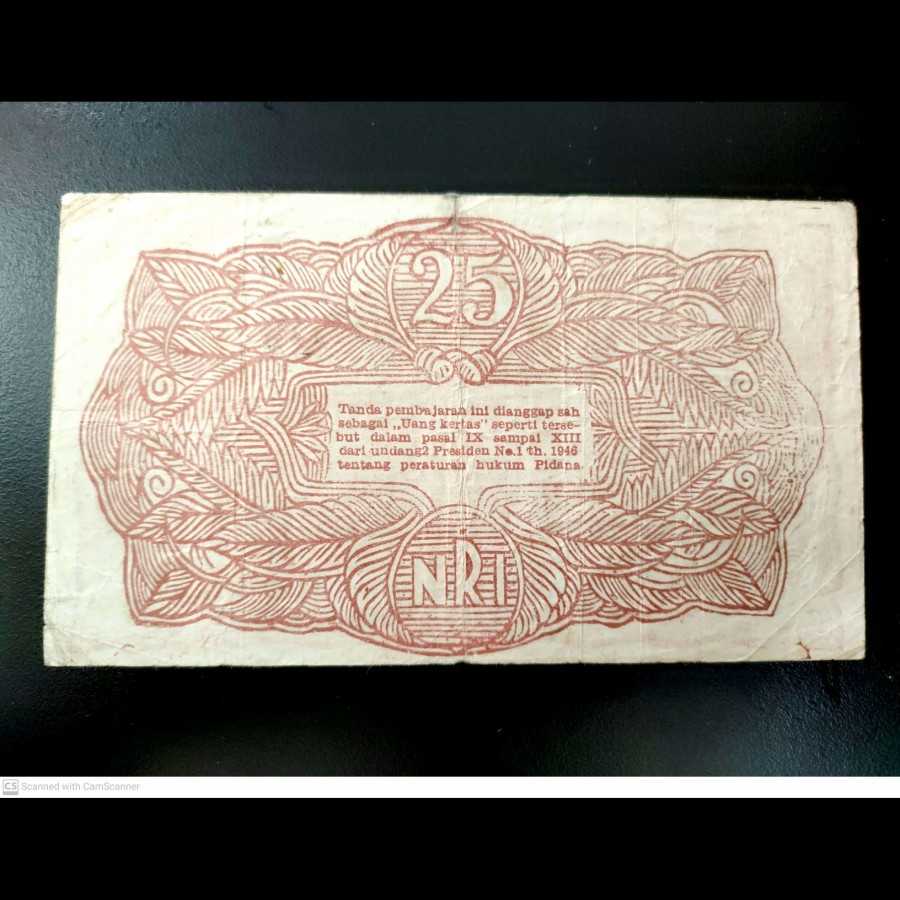 25
Tanda pembajaran ini dianggap sah
sebagai „Uang kertas" seperti terse-
but dalam pasal IX sampai XIII
dari undang2 Presiden No.1 th. 1946
tentang peraturan hukum Pidana.
NRI
CS Scanned with CamScanner